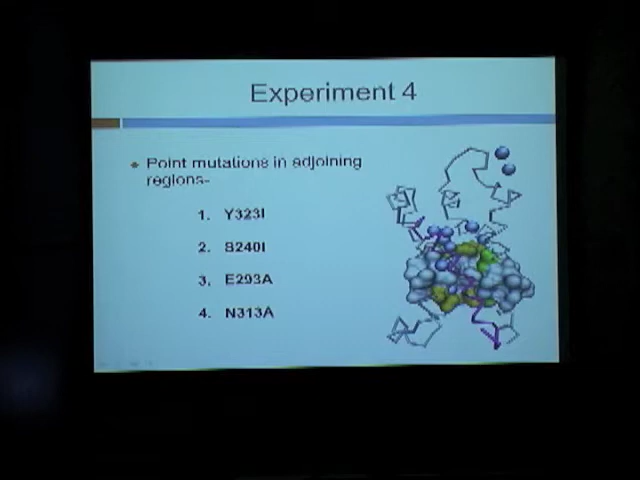 Experiment 4
Point mutations in adjoining
regions-
1. Y323I
2. S240I
3. E293A
4. N313A